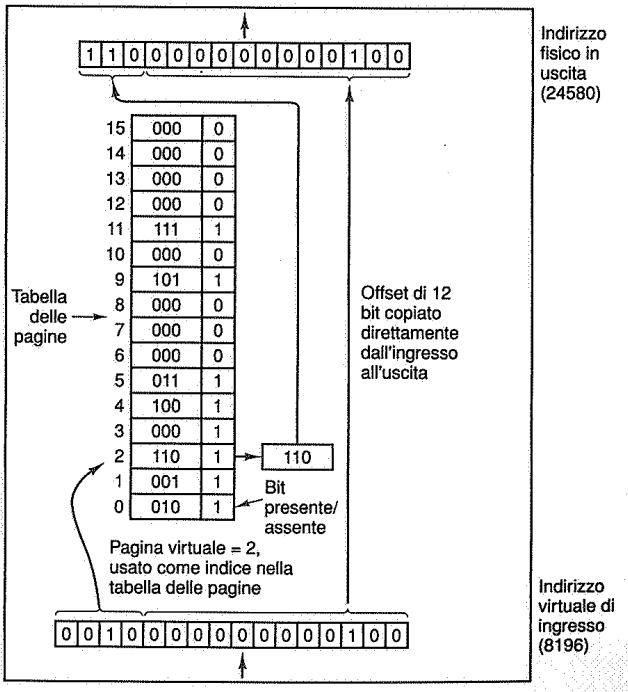 1 1 0 0 0 0 0 0 0 0 0 0 1 0 0
Indirizzo
fisico in
uscita
(24580)
15 000 0
14 000 0
13 000 0
12 000 0
11 111 1
10 000 0
9 101 1
8 000 0
7 000 0
6 000 0
5 011 1
4 100 1
3 000 1
2 110 1
1 001 1
0 010 1
Tabella
delle
pagine
110
Offset di 12
bit copiato
direttamente
dall'ingresso
all'uscita
Bit
presente/
assente
Pagina virtuale = 2,
usato come indice nella
tabella delle pagine
0 0 1 0 0 0 0 0 0 0 0 0 0 1 0 0
Indirizzo
virtuale di
ingresso
(8196)